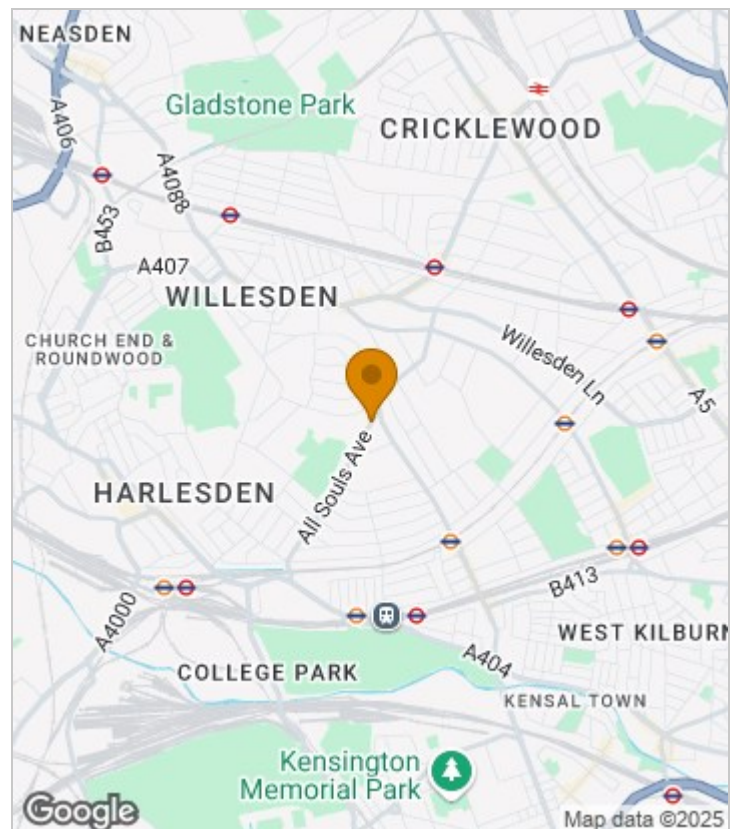 NEASDEN
Gladstone Park
CRICKLEWOOD
A406
A4088
B453
A407
WILLESDEN
CHURCH END &
ROUNDWOOD
Willesden Ln
A5
All Souls Ave
HARLESDEN
B413
A4000
WEST KILBURN
A404
COLLEGE PARK
KENSAL TOWN
Kensington
Memorial Park
Google
Map data ©2025